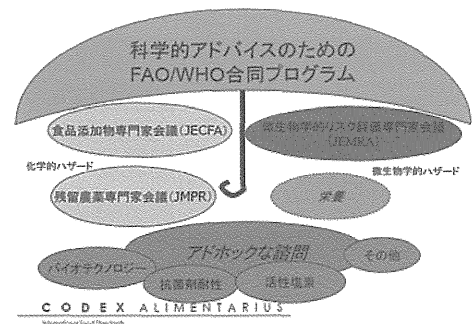 科学的アドバイスのための
FAO/WHO合同プログラム
食品添加物専門家会議(JECFA)
微生物学的リスク評価専門家会議
(JEMRA)
化学的ハザード
微生物学的ハザード
残留農薬専門家会議(JMPR)
栄養
アドホックな諮問
その他
バイオテクノロジー
抗菌剤耐性
活性塩素
CODEX ALIMENTARIUS